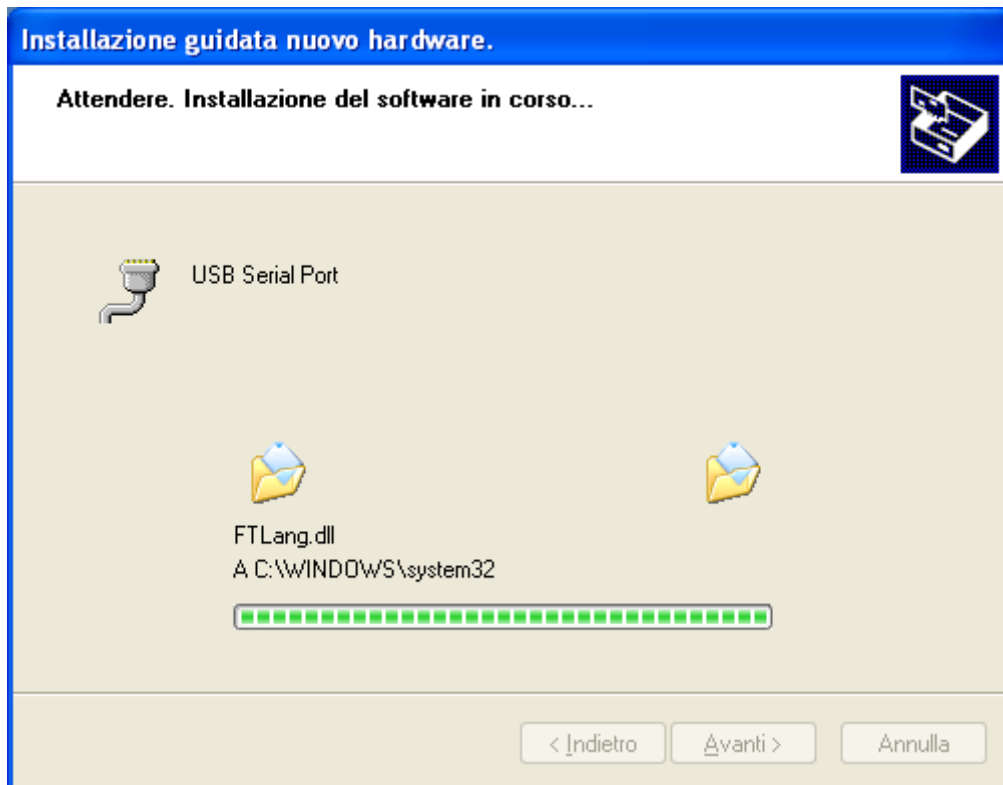 Installazione guidata nuovo hardware.
Attendere. Installazione del software in corso...
USB Serial Port
FTLang.dll
A C:\WINDOWS\system32
< Indietro
Avanti >
Annulla